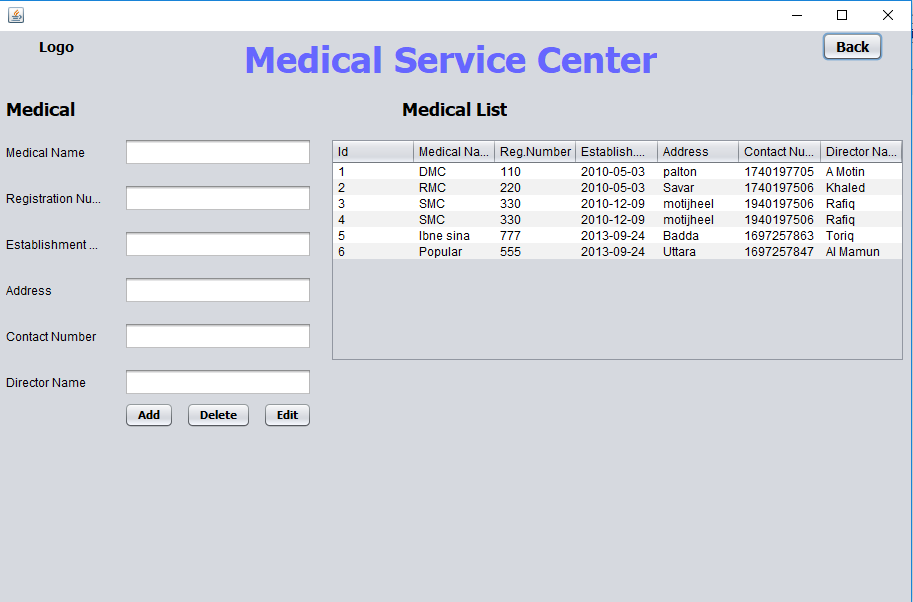 Logo
Medical Service Center
Back
Medical
Medical List
Medical Name
Registration Nu...
Establishment ...
Address
Contact Number
Director Name
Add Delete Edit
Id Medical Na... Reg.Number Establish.... Address Contact Nu... Director Na...
1 DMC 110 2010-05-03 palton 1740197705 A Motin
2 RMC 220 2010-05-03 Savar 1740197506 Khaled
3 SMC 330 2010-12-09 motijheel 1940197506 Rafiq
4 SMC 330 2010-12-09 motijheel 1940197506 Rafiq
5 Ibne sina 777 2013-09-24 Badda 1697257863 Toriq
6 Popular 555 2013-09-24 Uttara 1697257847 Al Mamun